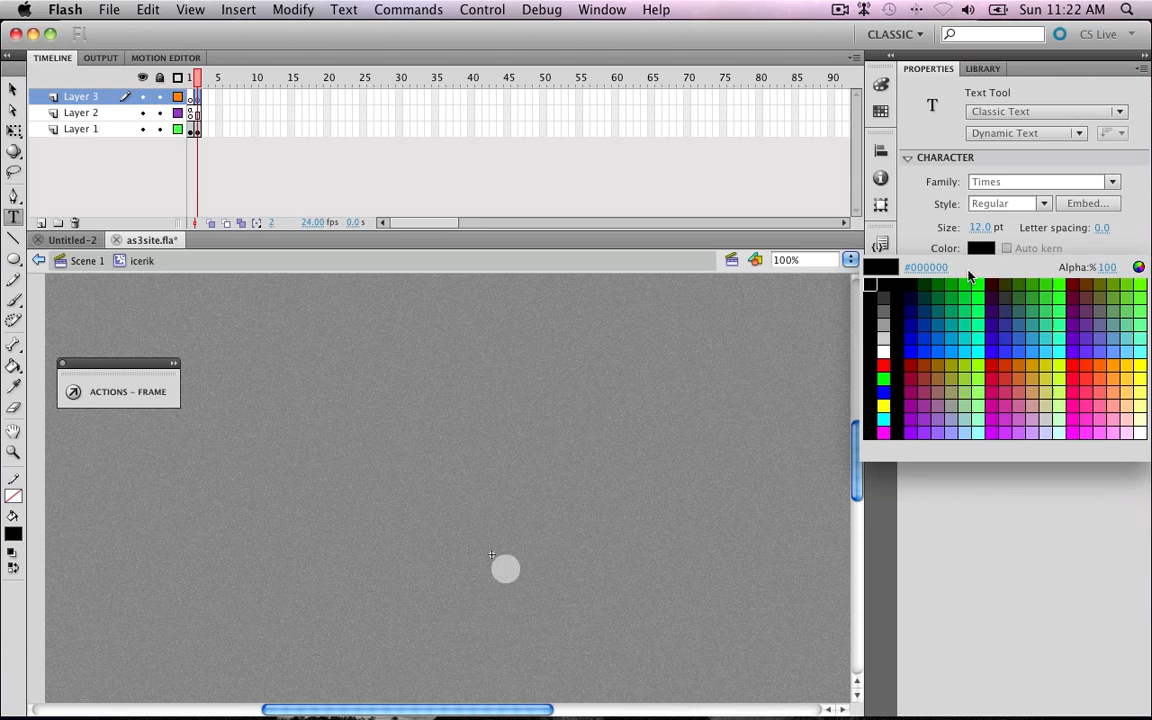 Flash File Edit View Insert Modify Text Commands Control Debug Window Help Sun 11:22 AM
Fl CLASSIC CS Live
TIMELINE OUTPUT MOTION EDITOR
1 5 10 15 20 25 30 35 40 45 50 55 60 65 70 75 80 85 90
Layer 3
Layer 2
Layer 1
2 24.00 fps 0.0 s
Untitled-2 as3site.fla*
Scene 1 icerik 100%
ACTIONS – FRAME
PROPERTIES LIBRARY
T Text Tool
Classic Text
Dynamic Text
CHARACTER
Family: Times
Style: Regular Embed...
Size: 12.0 pt Letter spacing: 0.0
Color: Auto kern
#000000 Alpha:% 100